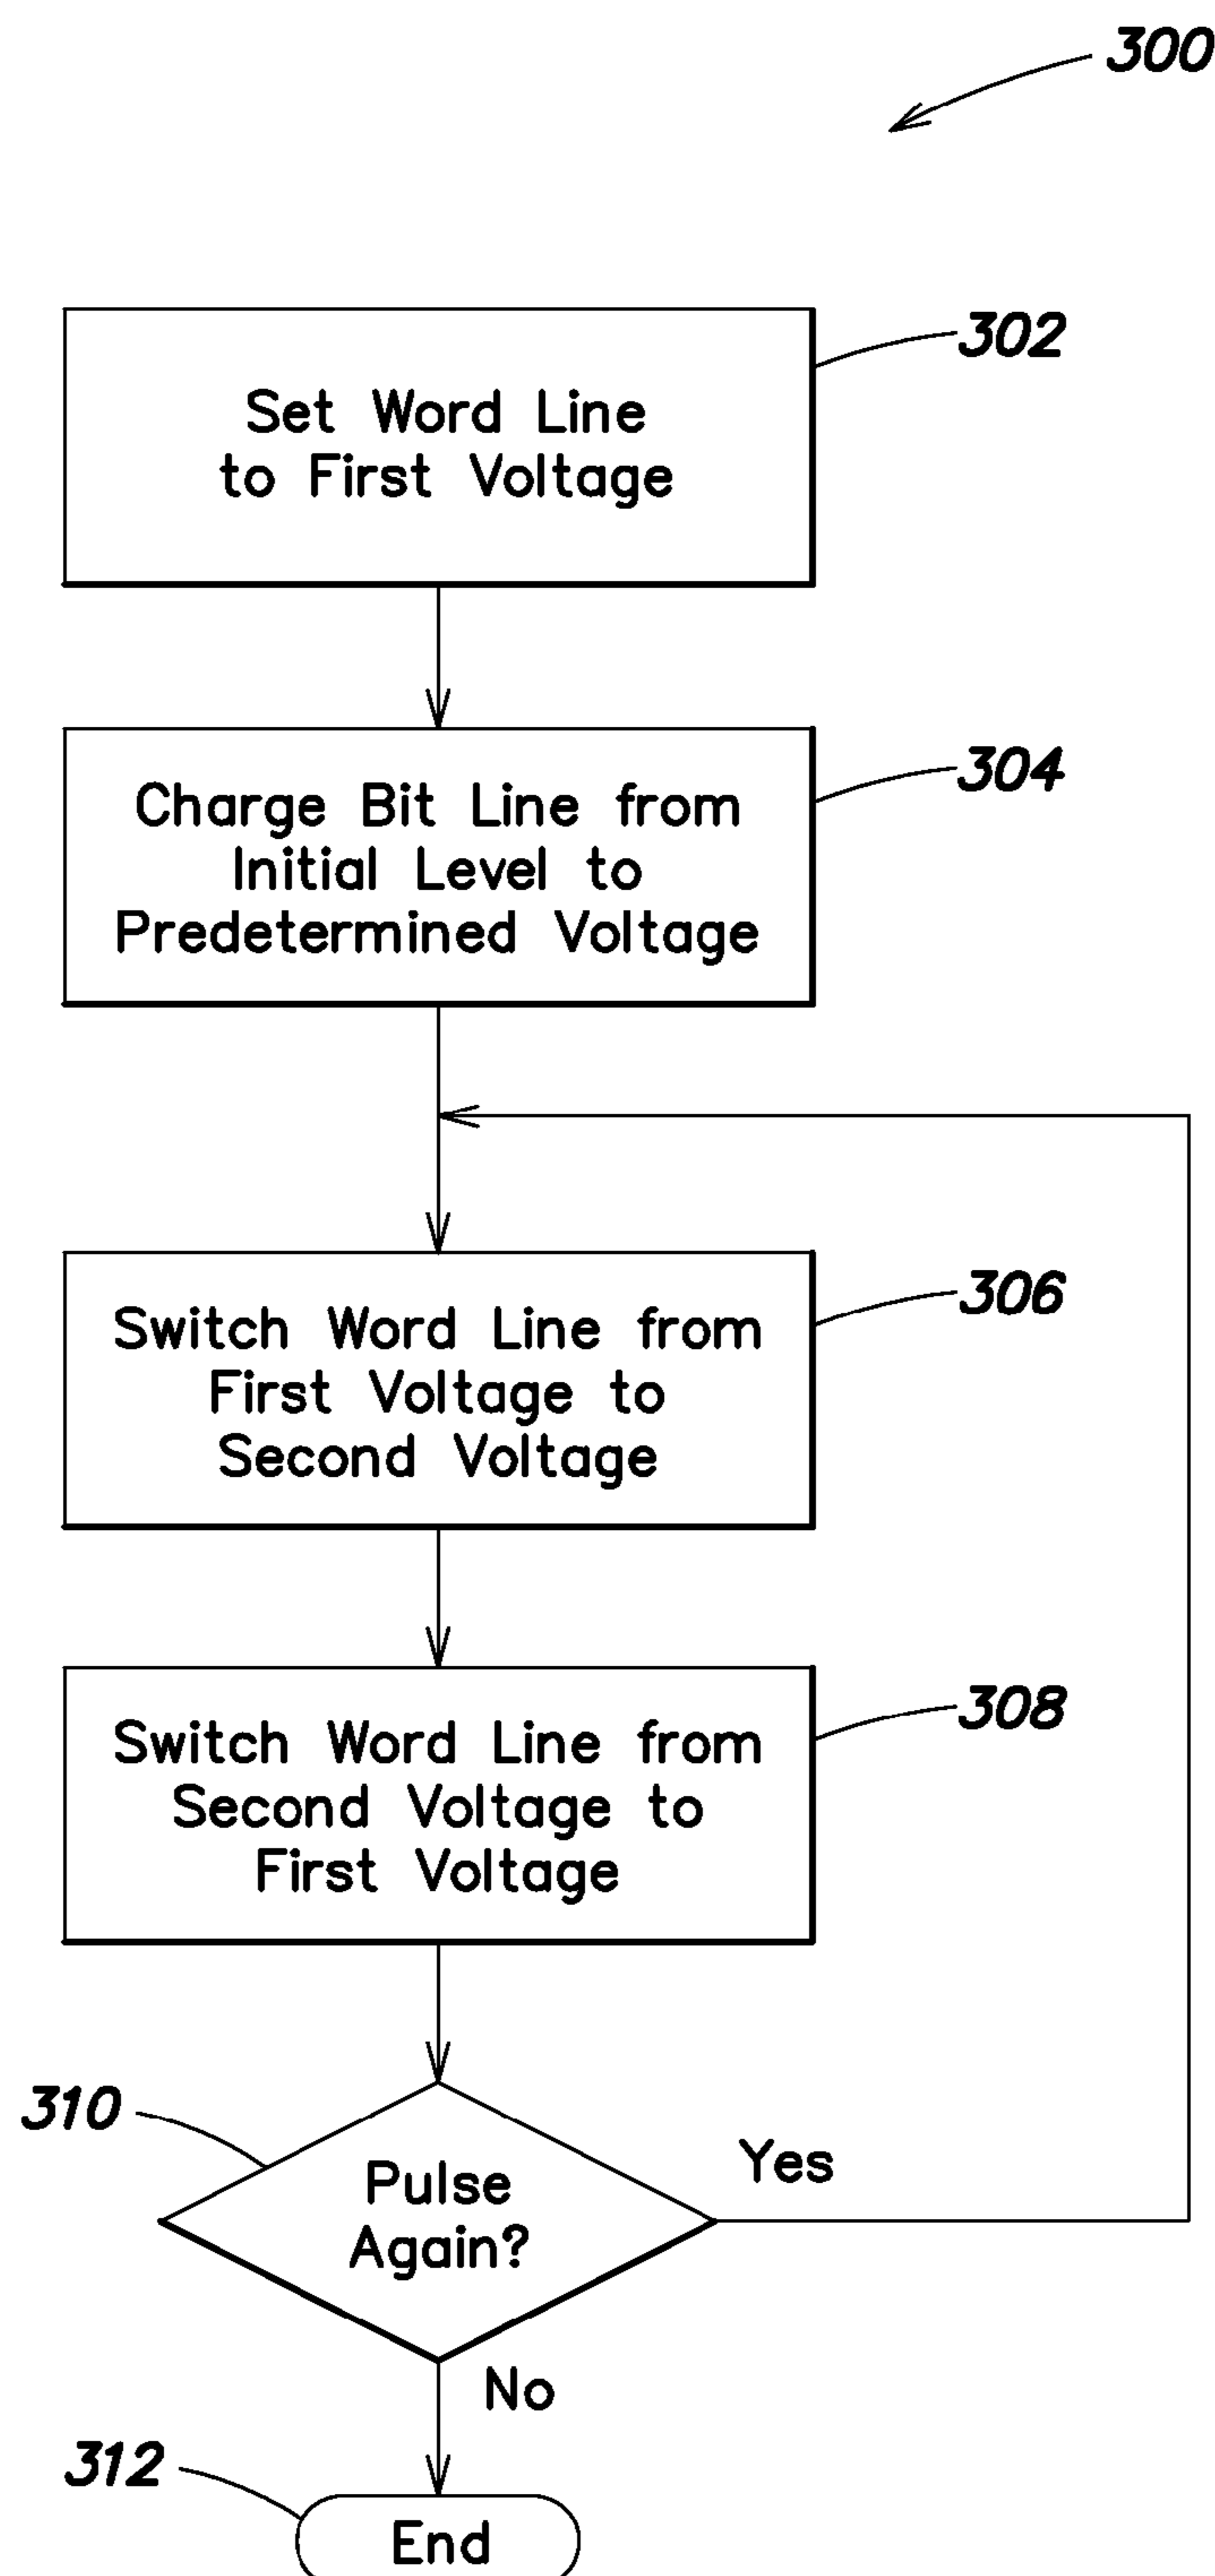 300
302
Set Word Line
to First Voltage
304
Charge Bit Line from
Initial Level to
Predetermined Voltage
306
Switch Word Line from
First Voltage to
Second Voltage
308
Switch Word Line from
Second Voltage to
First Voltage
310
Pulse
Again?
Yes
No
312
End